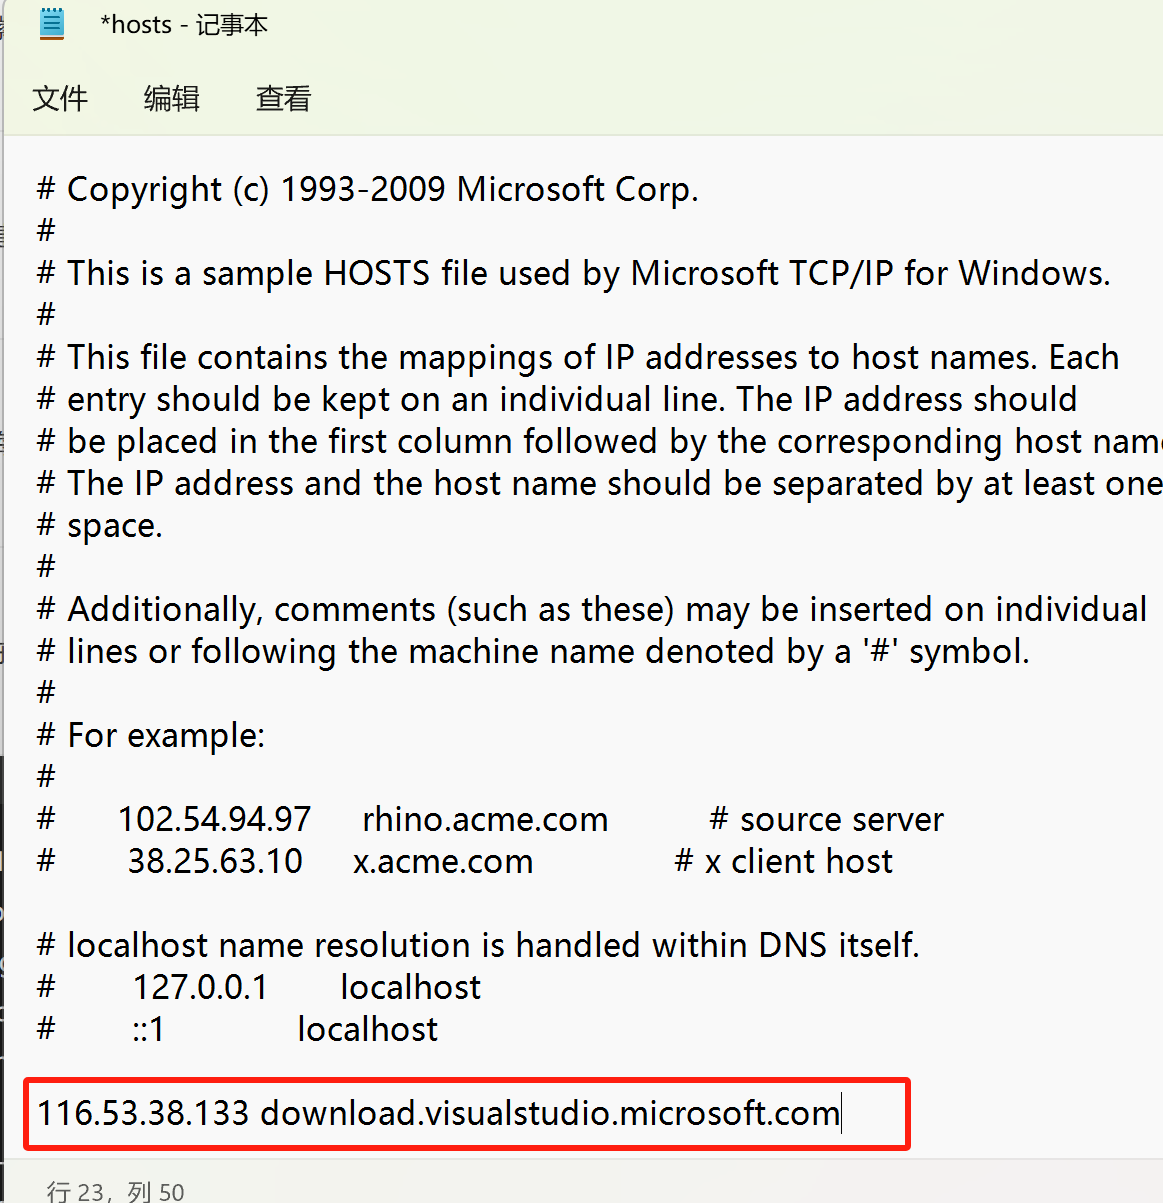 *hosts - 记事本
文件 编辑 查看
# Copyright (c) 1993-2009 Microsoft Corp.
#
# This is a sample HOSTS file used by Microsoft TCP/IP for Windows.
#
# This file contains the mappings of IP addresses to host names. Each
# entry should be kept on an individual line. The IP address should
# be placed in the first column followed by the corresponding host name
# The IP address and the host name should be separated by at least one
# space.
#
# Additionally, comments (such as these) may be inserted on individual
# lines or following the machine name denoted by a '#' symbol.
#
# For example:
#
# 102.54.94.97 rhino.acme.com # source server
# 38.25.63.10 x.acme.com # x client host
# localhost name resolution is handled within DNS itself.
# 127.0.0.1 localhost
# ::1 localhost
116.53.38.133 download.visualstudio.microsoft.com
行 23，列 50